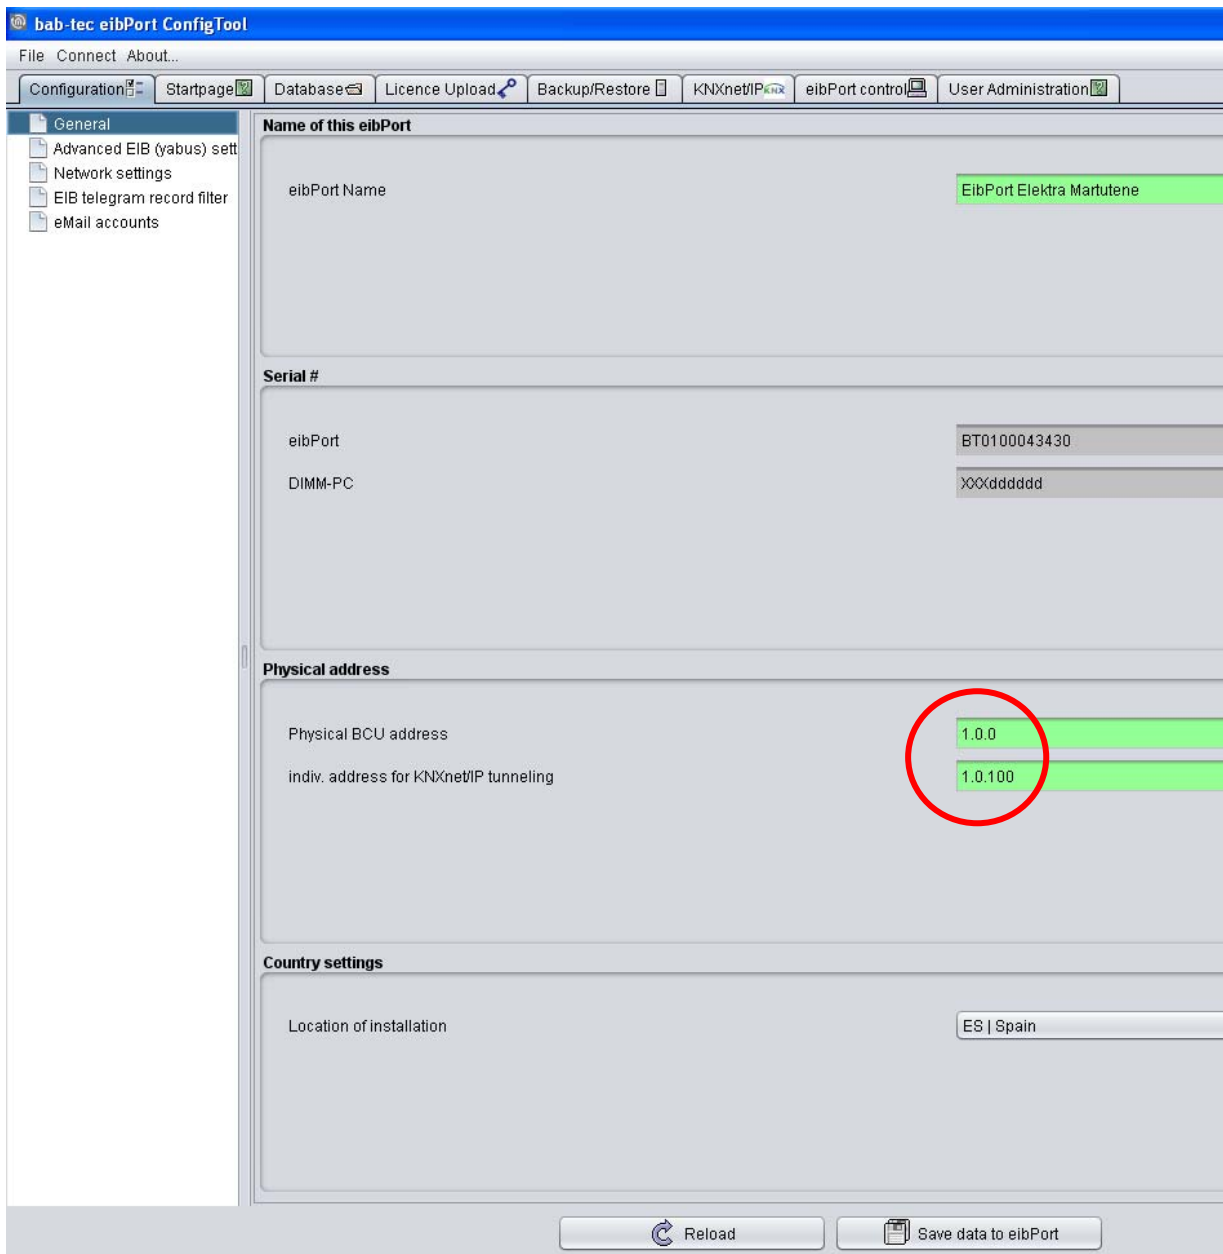 bab-tec eibPort ConfigTool
File Connect About...
Configuration Startpage Database Licence Upload Backup/Restore KNXnet/IP KNX eibPort control User Administration
General
Advanced EIB (yabus) sett
Network settings
EIB telegram record filter
eMail accounts
Name of this eibPort
eibPort Name EibPort Elektra Martutene
Serial #
eibPort BT0100043430
DIMM-PC XXXdddddd
Physical address
Physical BCU address 1.0.0
indiv. address for KNXnet/IP tunneling 1.0.100
Country settings
Location of installation ES | Spain
Reload Save data to eibPort